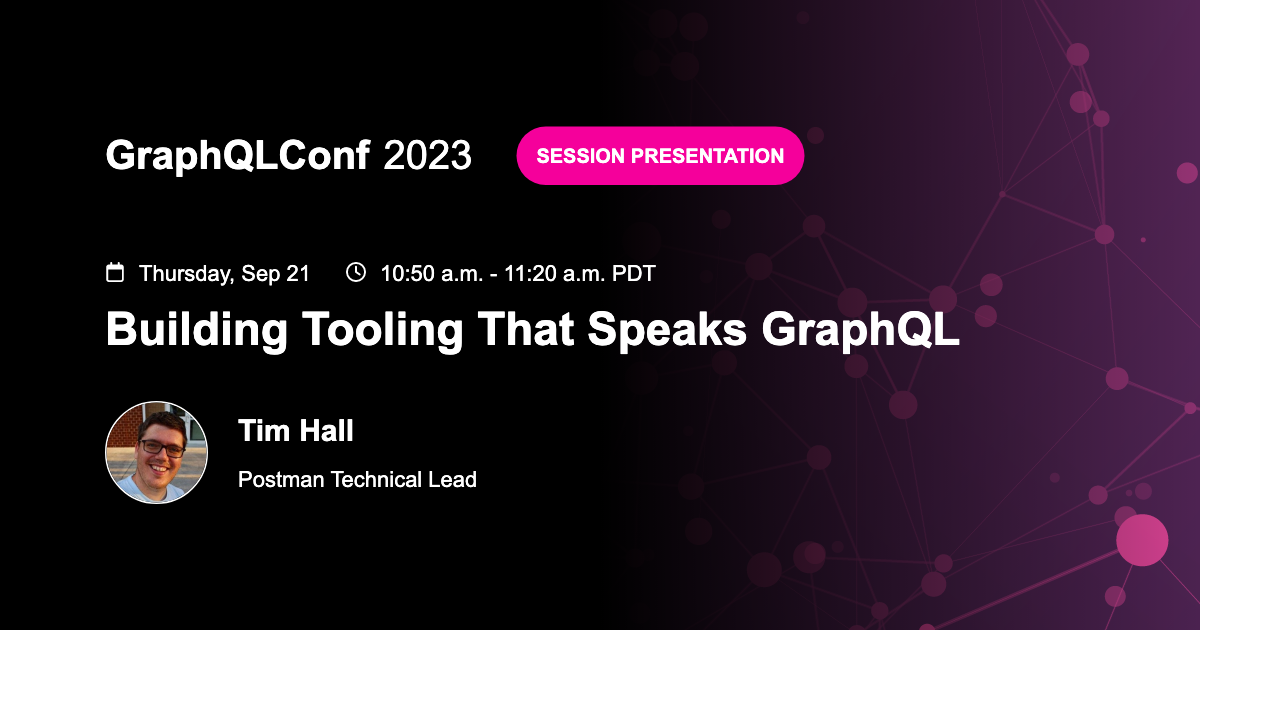 GraphQLConf 2023
SESSION PRESENTATION
Thursday, Sep 21
10:50 a.m. - 11:20 a.m. PDT
Building Tooling That Speaks GraphQL
Tim Hall
Postman Technical Lead